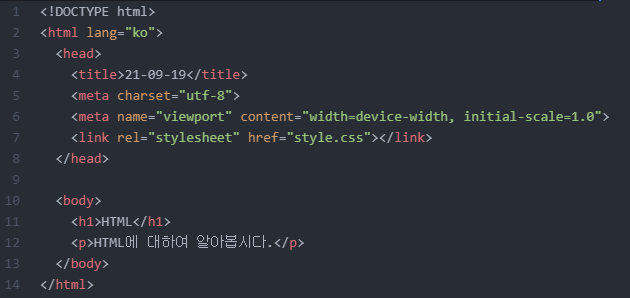 1 <!DOCTYPE html>
2 <html lang="ko">
3   <head>
4     <title>21-09-19</title>
5     <meta charset="utf-8">
6     <meta name="viewport" content="width=device-width, initial-scale=1.0">
7     <link rel="stylesheet" href="style.css"></link>
8   </head>
9
10   <body>
11     <h1>HTML</h1>
12     <p>HTML에 대하여 알아봅시다.</p>
13   </body>
14 </html>